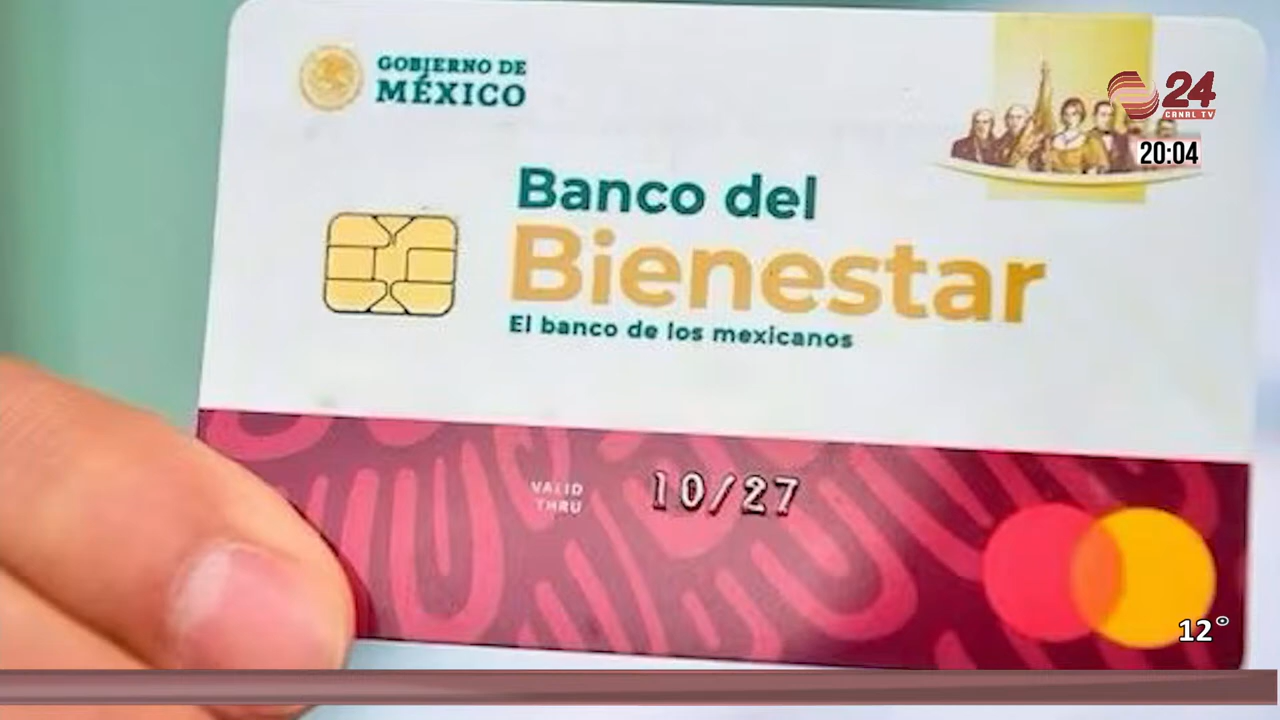 GOBIERNO DE
MÉXICO
24
CANAL TV
20:04
Banco del
Bienestar
El banco de los mexicanos
VALID
THRU
10/27
12°